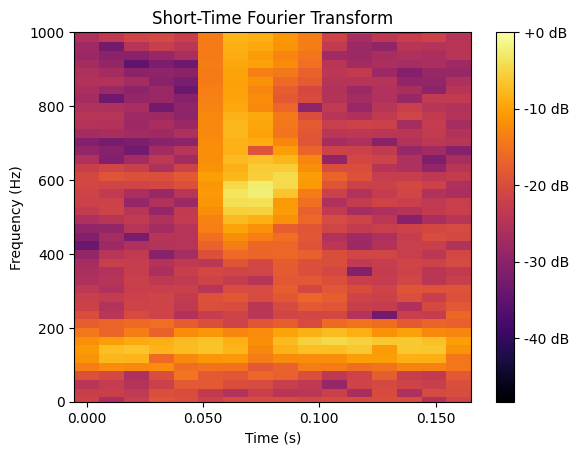 Short-Time Fourier Transform
1000
800
600
400
200
0
Frequency (Hz)
0.000
0.050
0.100
0.150
Time (s)
+0 dB
-10 dB
-20 dB
-30 dB
-40 dB